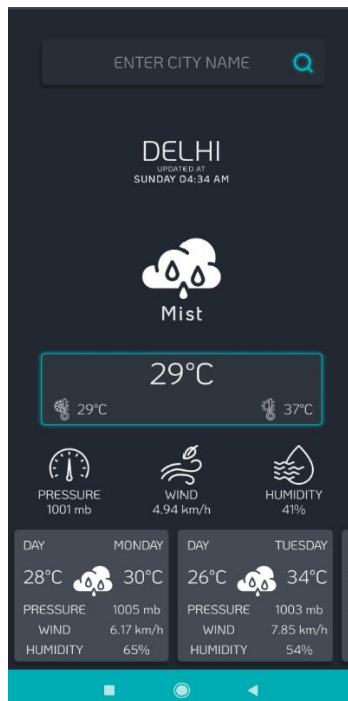 ENTER CITY NAME
DELHI
UPDATED AT
SUNDAY 04:34 AM
Mist
29°C
29°C 37°C
PRESSURE WIND HUMIDITY
1001 mb 4.94 km/h 41%
DAY MONDAY
28°C 30°C
PRESSURE 1005 mb
WIND 6.17 km/h
HUMIDITY 65%
DAY TUESDAY
26°C 34°C
PRESSURE 1003 mb
WIND 7.85 km/h
HUMIDITY 54%